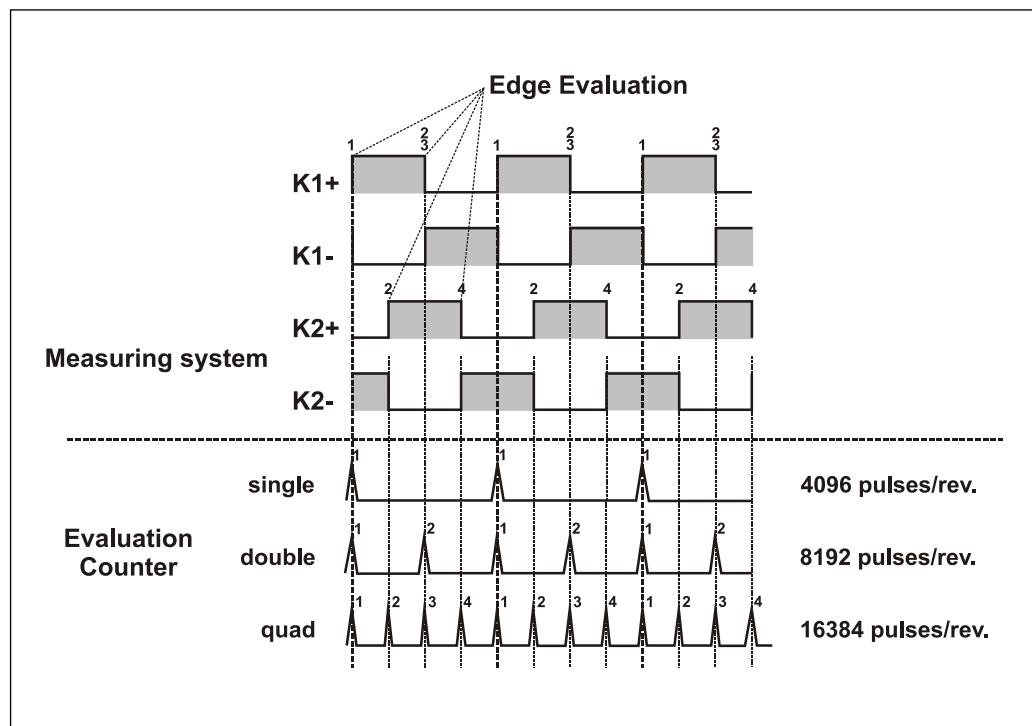 Edge Evaluation
1 2 3 1 2 3 1 2 3
K1+
K1-
2 4 2 4 2 4
K2+
Measuring system
K2-
1 1 1
single 4096 pulses/rev.
1 2 1 2 1 2
Evaluation
Counter
double 8192 pulses/rev.
1 2 3 4 1 2 3 4 1 2 3 4
quad 16384 pulses/rev.